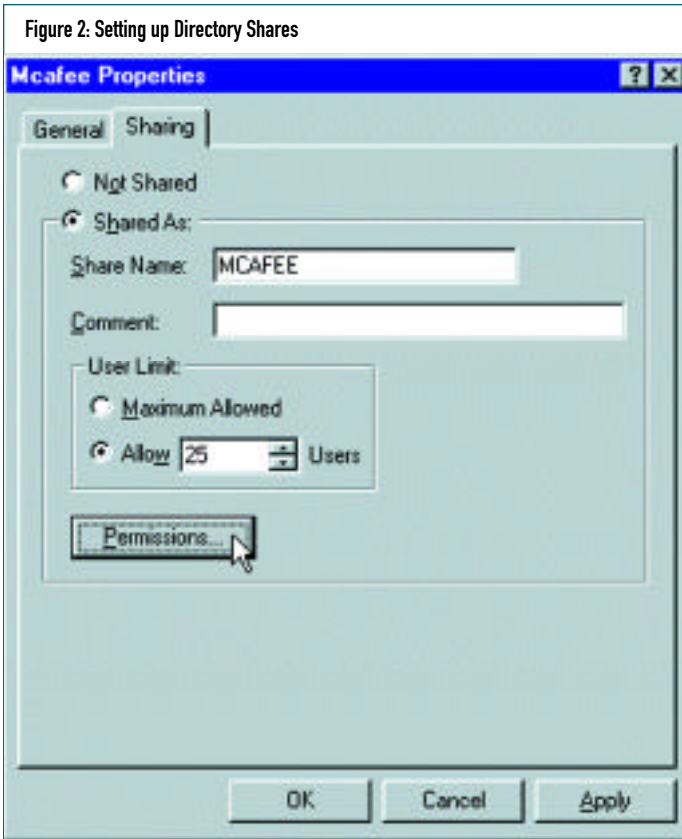 Figure 2: Setting up Directory Shares
Mcafee Properties
General Sharing
Not Shared
Shared As:
Share Name: MCAFEE
Comment:
User Limit:
Maximum Allowed
Allow 25 Users
Permissions...
OK Cancel Apply